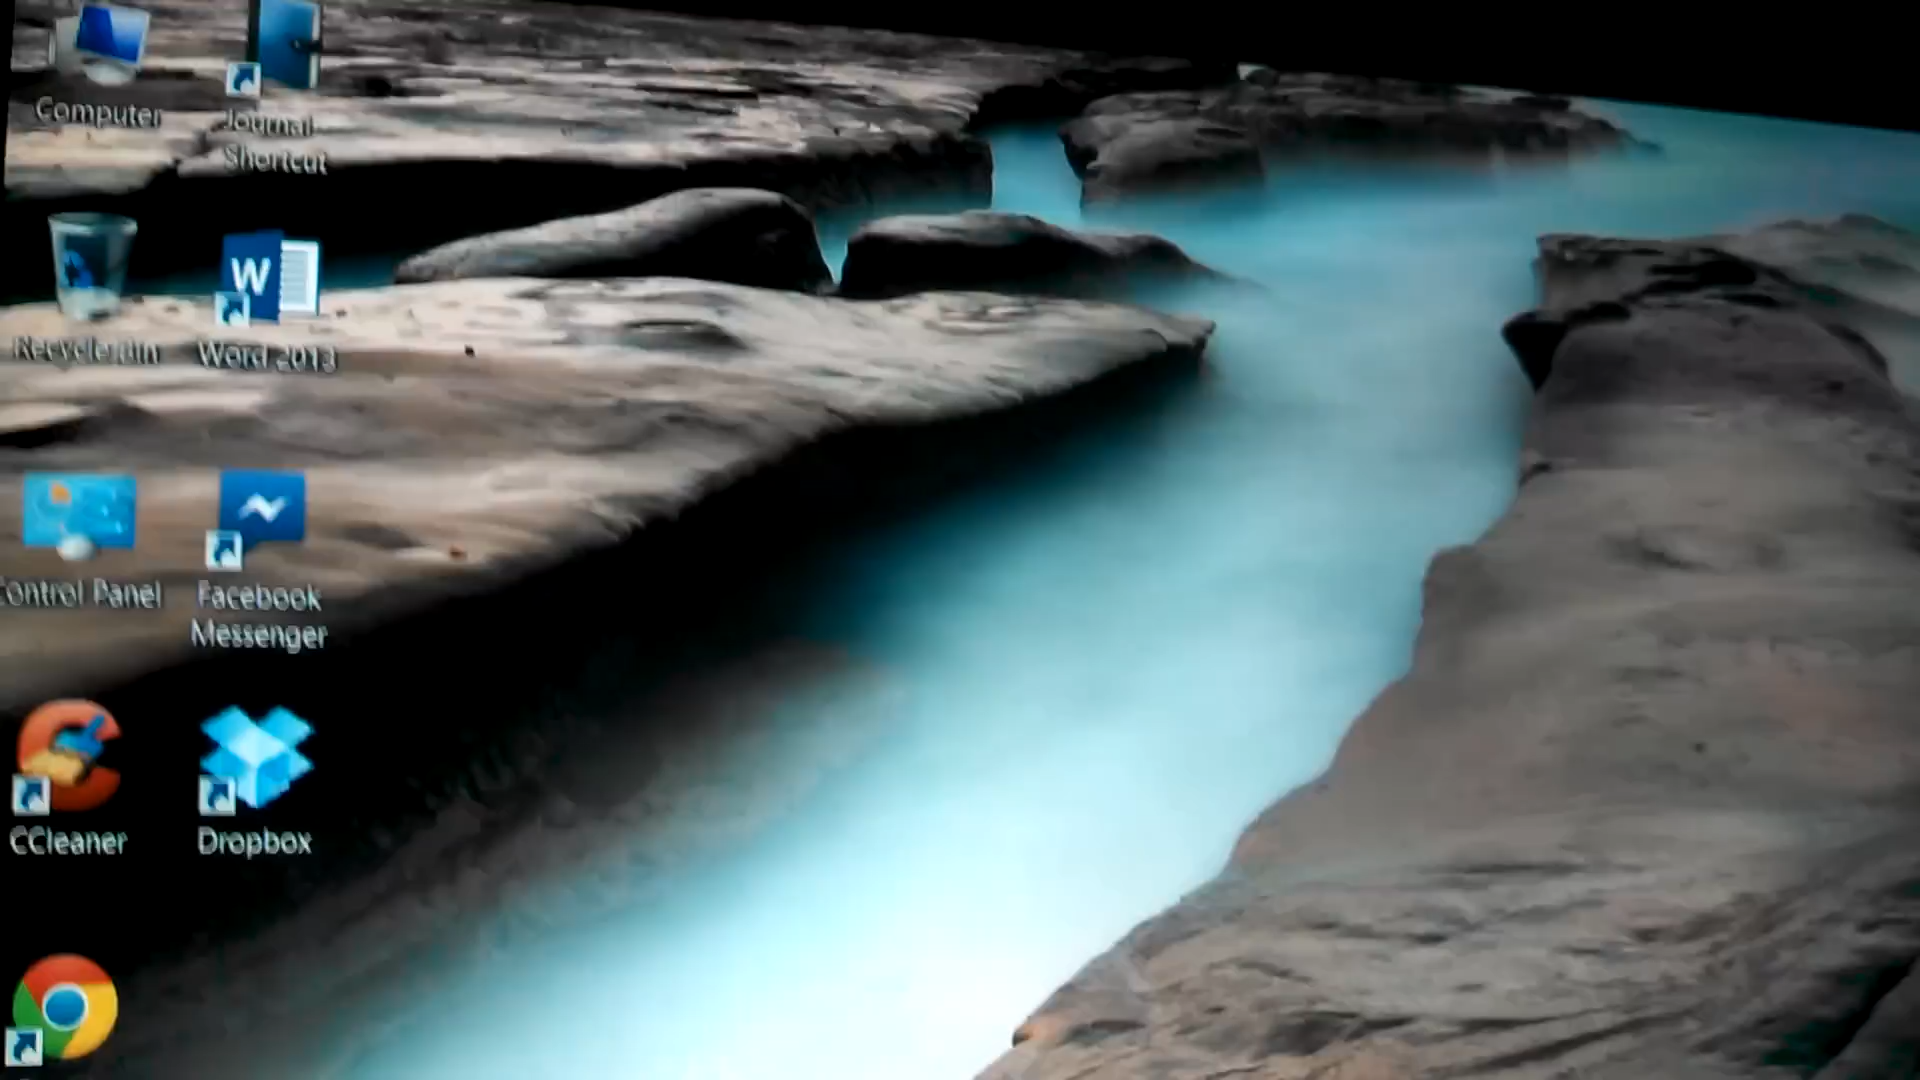 Computer
Journal
Shortcut
Recycle Bin
W
Word 2013
Control Panel
Facebook
Messenger
CCleaner
Dropbox